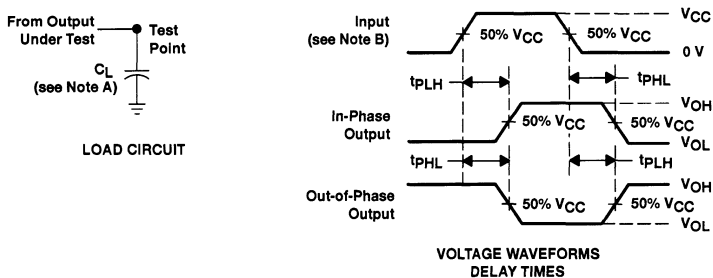 From Output
Under Test
Test
Point
CL
(see Note A)
LOAD CIRCUIT
Input
(see Note B)
50% VCC
50% VCC
VCC
0 V
tPLH
tPHL
In-Phase
Output
50% VCC
50% VCC
VOH
VOL
tPHL
tPLH
Out-of-Phase
Output
50% VCC
50% VCC
VOH
VOL
VOLTAGE WAVEFORMS
DELAY TIMES